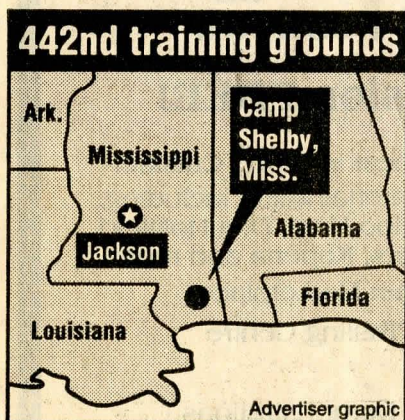 442nd training grounds
Ark.
Mississippi
Camp
Shelby,
Miss.
Jackson
Alabama
Florida
Louisiana
Advertiser graphic